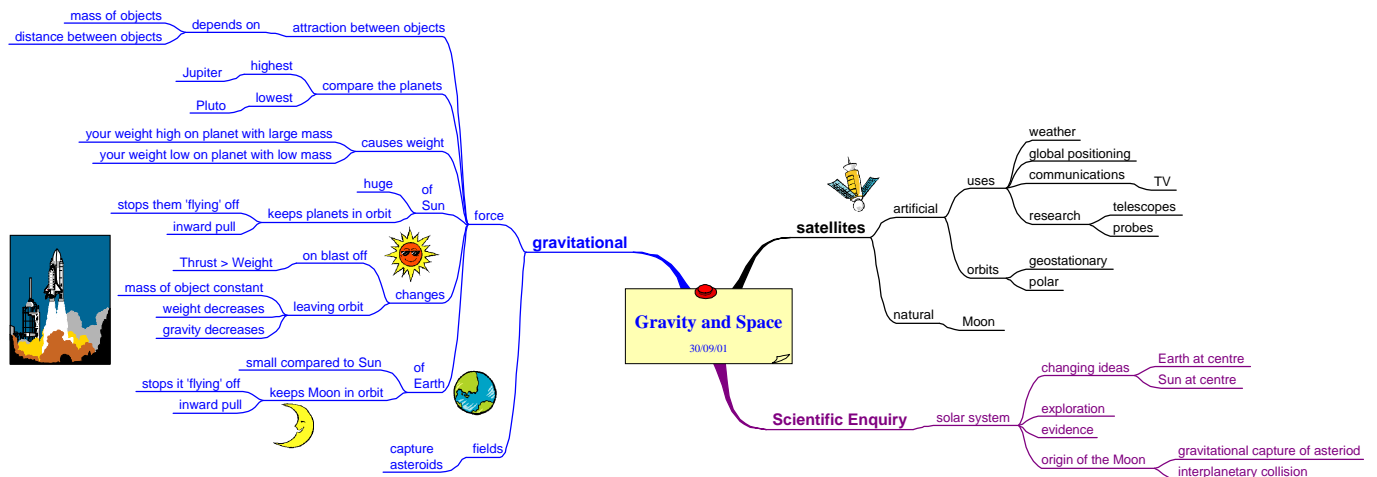 Gravity and Space
30/09/01
gravitational
force
attraction between objects
depends on
mass of objects
distance between objects
compare the planets
highest
Jupiter
lowest
Pluto
causes weight
your weight high on planet with large mass
your weight low on planet with low mass
of
Sun
huge
keeps planets in orbit
stops them 'flying' off
inward pull
changes
on blast off
Thrust > Weight
leaving orbit
mass of object constant
weight decreases
gravity decreases
of
Earth
small compared to Sun
keeps Moon in orbit
stops it 'flying' off
inward pull
fields
capture
asteroids
satellites
artificial
uses
weather
global positioning
communications
TV
research
telescopes
probes
orbits
geostationary
polar
natural
Moon
Scientific Enquiry
solar system
changing ideas
Earth at centre
Sun at centre
exploration
evidence
origin of the Moon
gravitational capture of asteriod
interplanetary collision